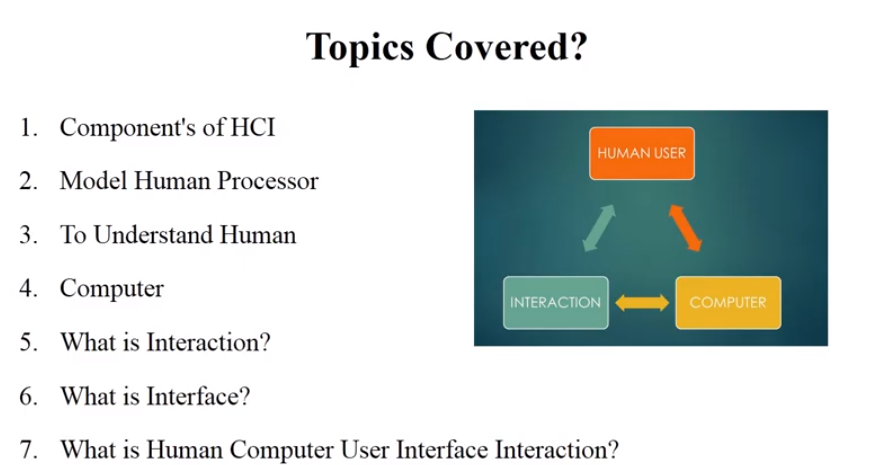 Topics Covered?
1. Component's of HCI
2. Model Human Processor
3. To Understand Human
4. Computer
5. What is Interaction?
6. What is Interface?
7. What is Human Computer User Interface Interaction?
HUMAN USER
INTERACTION
COMPUTER